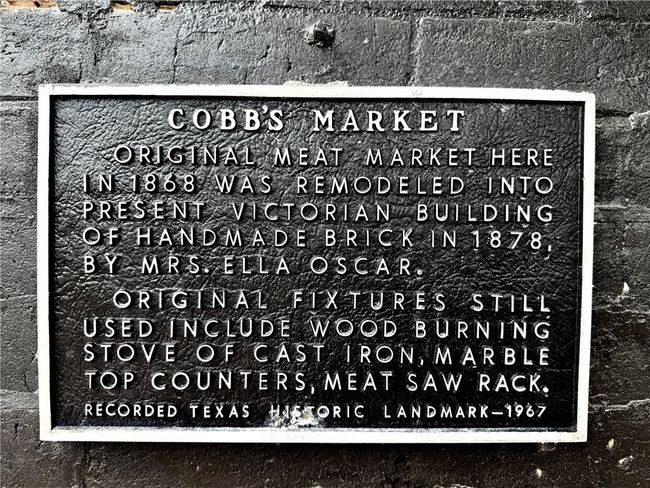 COBB'S MARKET
ORIGINAL MEAT MARKET HERE
IN 1868 WAS REMODELED INTO
PRESENT VICTORIAN BUILDING
OF HANDMADE BRICK IN 1878,
BY MRS. ELLA OSCAR.
ORIGINAL FIXTURES STILL
USED INCLUDE WOOD BURNING
STOVE OF CAST IRON, MARBLE
TOP COUNTERS, MEAT SAW RACK.
RECORDED TEXAS HISTORIC LANDMARK—1967